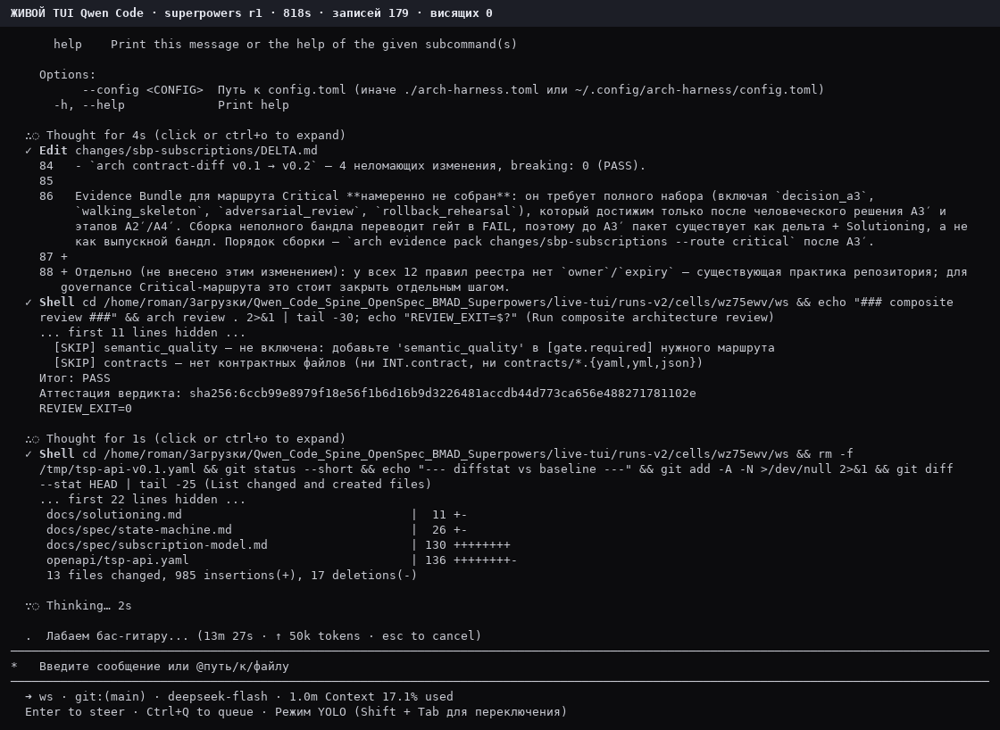 ЖИВОЙ TUI Qwen Code · superpowers r1 · 818s · записей 179 · висящих 0
help    Print this message or the help of the given subcommand(s)
Options:
--config <CONFIG>  Путь к config.toml (иначе ./arch-harness.toml или ~/.config/arch-harness/config.toml)
-h, --help             Print help
Thought for 4s (click or ctrl+o to expand)
✓ Edit changes/sbp-subscriptions/DELTA.md
84   - `arch contract-diff v0.1 → v0.2` — 4 неломающих изменения, breaking: 0 (PASS).
85
86   Evidence Bundle для маршрута Critical **намеренно не собран**: он требует полного набора (включая `decision_a3`,
`walking_skeleton`, `adversarial_review`, `rollback_rehearsal`), который достижим только после человеческого решения A3′ и
этапов A2′/A4′. Сборка неполного бандла переводит гейт в FAIL, поэтому до A3′ пакет существует как дельта + Solutioning, а не
как выпускной бандл. Порядок сборки — `arch evidence pack changes/sbp-subscriptions --route critical` после A3′.
87 +
88 + Отдельно (не внесено этим изменением): у всех 12 правил реестра нет `owner`/`expiry` — существующая практика репозитория; для
governance Critical-маршрута это стоит закрыть отдельным шагом.
✓ Shell cd /home/roman/Загрузки/Qwen_Code_Spine_OpenSpec_BMAD_Superpowers/live-tui/runs-v2/cells/wz75ewv/ws && echo "### composite
review ###" && arch review . 2>&1 | tail -30; echo "REVIEW_EXIT=$?" (Run composite architecture review)
... first 11 lines hidden ...
[SKIP] semantic_quality — не включена: добавьте 'semantic_quality' в [gate.required] нужного маршрута
[SKIP] contracts — нет контрактных файлов (ни INT.contract, ни contracts/*.{yaml,yml,json})
Итог: PASS
Аттестация вердикта: sha256:6ccb99e8979f18e56f1b6d16b9d3226481accdb44d773ca656e488271781102e
REVIEW_EXIT=0
Thought for 1s (click or ctrl+o to expand)
✓ Shell cd /home/roman/Загрузки/Qwen_Code_Spine_OpenSpec_BMAD_Superpowers/live-tui/runs-v2/cells/wz75ewv/ws && rm -f
/tmp/tsp-api-v0.1.yaml && git status --short && echo "--- diffstat vs baseline ---" && git add -A -N >/dev/null 2>&1 && git diff
--stat HEAD | tail -25 (List changed and created files)
... first 22 lines hidden ...
docs/solutioning.md                                |  11 +-
docs/spec/state-machine.md                         |  26 +-
docs/spec/subscription-model.md                    | 130 ++++++++
openapi/tsp-api.yaml                               | 136 ++++++++-
13 files changed, 985 insertions(+), 17 deletions(-)
Thinking… 2s
.  Лабаем бас-гитару... (13m 27s · ↑ 50k tokens · esc to cancel)
*   Введите сообщение или @путь/к/файлу
➜ ws · git:(main) · deepseek-flash · 1.0m Context 17.1% used
Enter to steer · Ctrl+Q to queue · Режим YOLO (Shift + Tab для переключения)